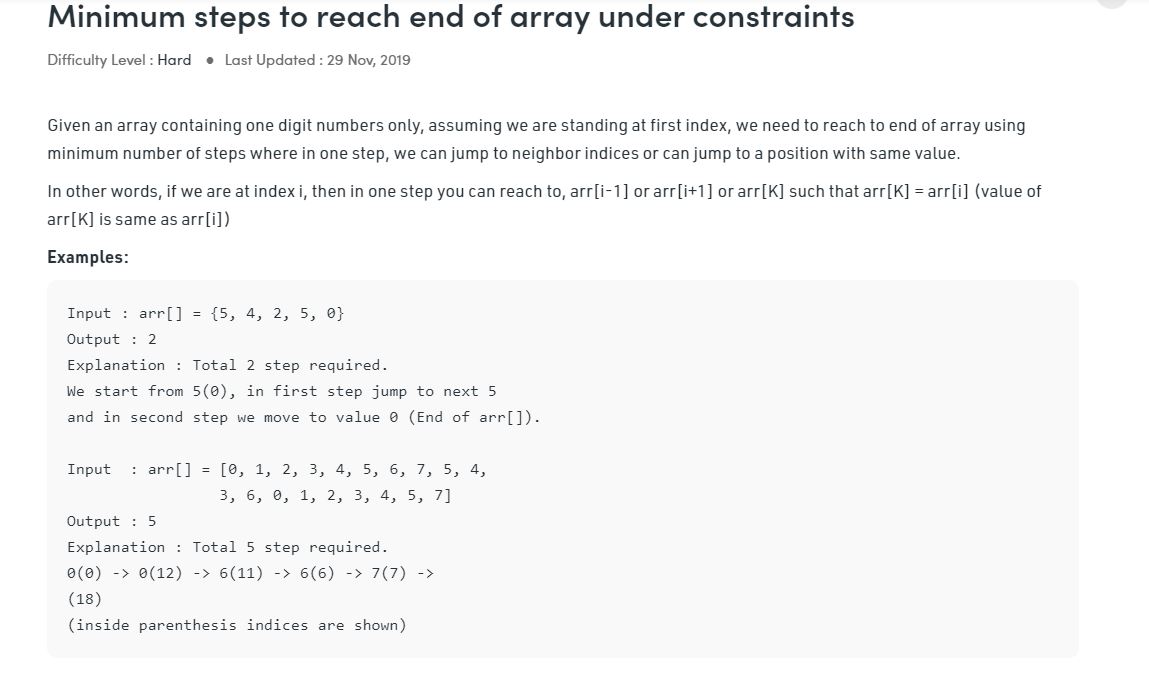 Minimum steps to reach end of array under constraints
Difficulty Level : Hard ● Last Updated : 29 Nov, 2019
Given an array containing one digit numbers only, assuming we are standing at first index, we need to reach to end of array using
minimum number of steps where in one step, we can jump to neighbor indices or can jump to a position with same value.
In other words, if we are at index i, then in one step you can reach to, arr[i-1] or arr[i+1] or arr[K] such that arr[K] = arr[i] (value of
arr[K] is same as arr[i])
Examples:
Input : arr[] = {5, 4, 2, 5, 0}
Output : 2
Explanation : Total 2 step required.
We start from 5(0), in first step jump to next 5
and in second step we move to value 0 (End of arr[]).
Input  : arr[] = [0, 1, 2, 3, 4, 5, 6, 7, 5, 4,
3, 6, 0, 1, 2, 3, 4, 5, 7]
Output : 5
Explanation : Total 5 step required.
0(0) -> 0(12) -> 6(11) -> 6(6) -> 7(7) ->
(18)
(inside parenthesis indices are shown)